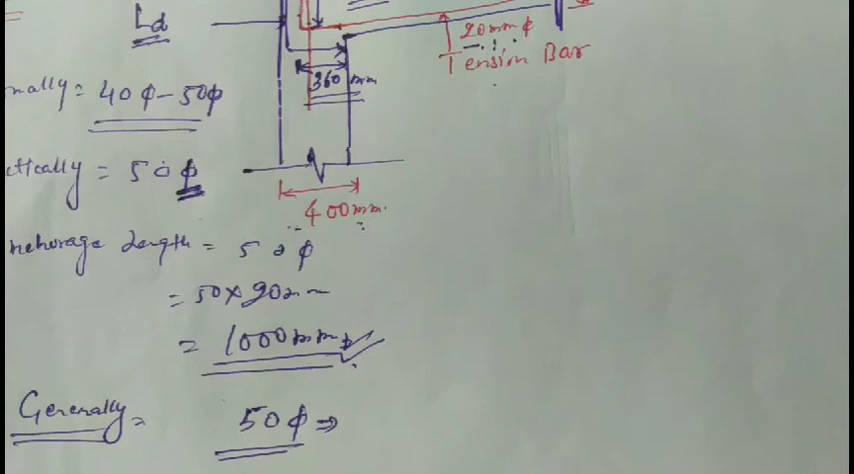 Ld
20mm ϕ
Tension Bar
360 mm
nally = 40ϕ - 50ϕ
ctically = 50ϕ
400mm.
nchorage Length = 50ϕ
= 50 × 20mm
= 1000mm
Generally = 50ϕ ⇒